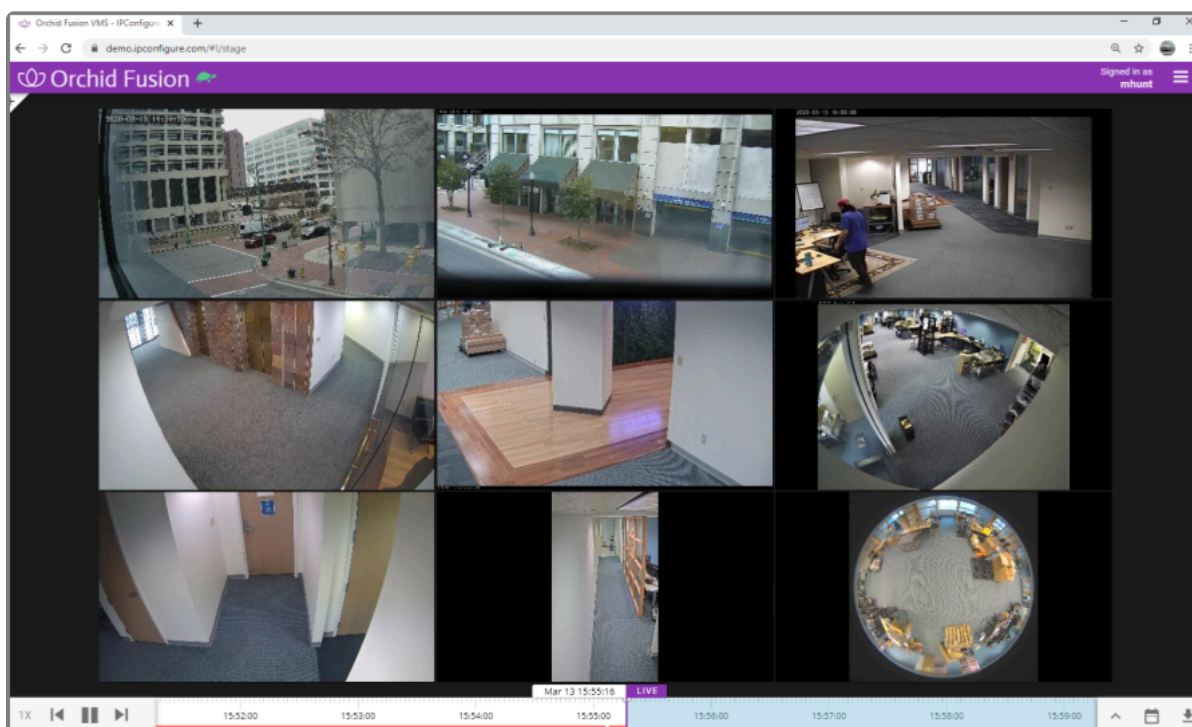 Orchid Fusion VMS - IPConfigur
demo.ipconfigure.com/#!/stage
Orchid Fusion
Signed in as
mhunt
Mar 13 15:55:16
LIVE
1X
15:52:00
15:53:00
15:54:00
15:55:00
15:56:00
15:57:00
15:58:00
15:59:00